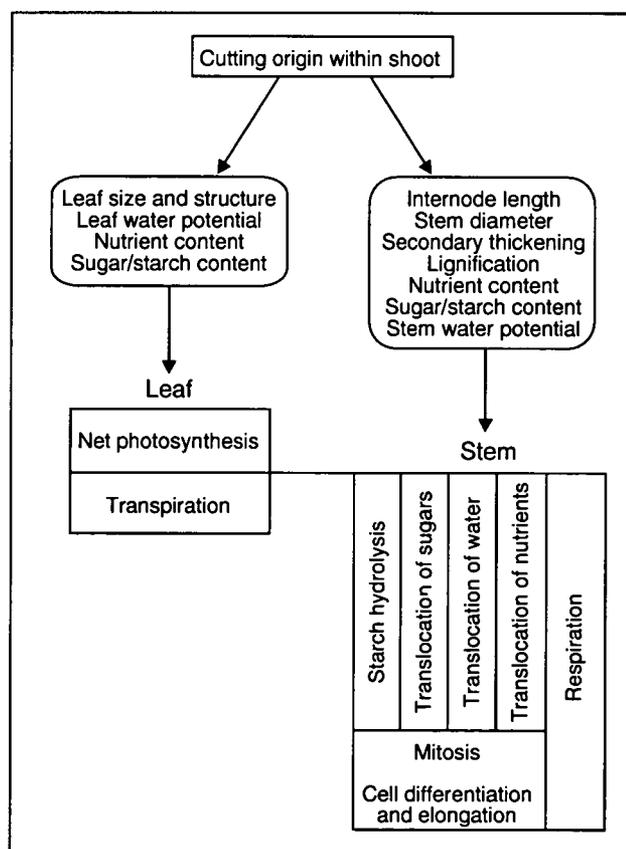 Cutting origin within shoot
Leaf size and structure
Leaf water potential
Nutrient content
Sugar/starch content
Internode length
Stem diameter
Secondary thickening
Lignification
Nutrient content
Sugar/starch content
Stem water potential
Leaf
Net photosynthesis
Transpiration
Stem
Starch hydrolysis
Translocation of sugars
Translocation of water
Translocation of nutrients
Respiration
Mitosis
Cell differentiation
and elongation